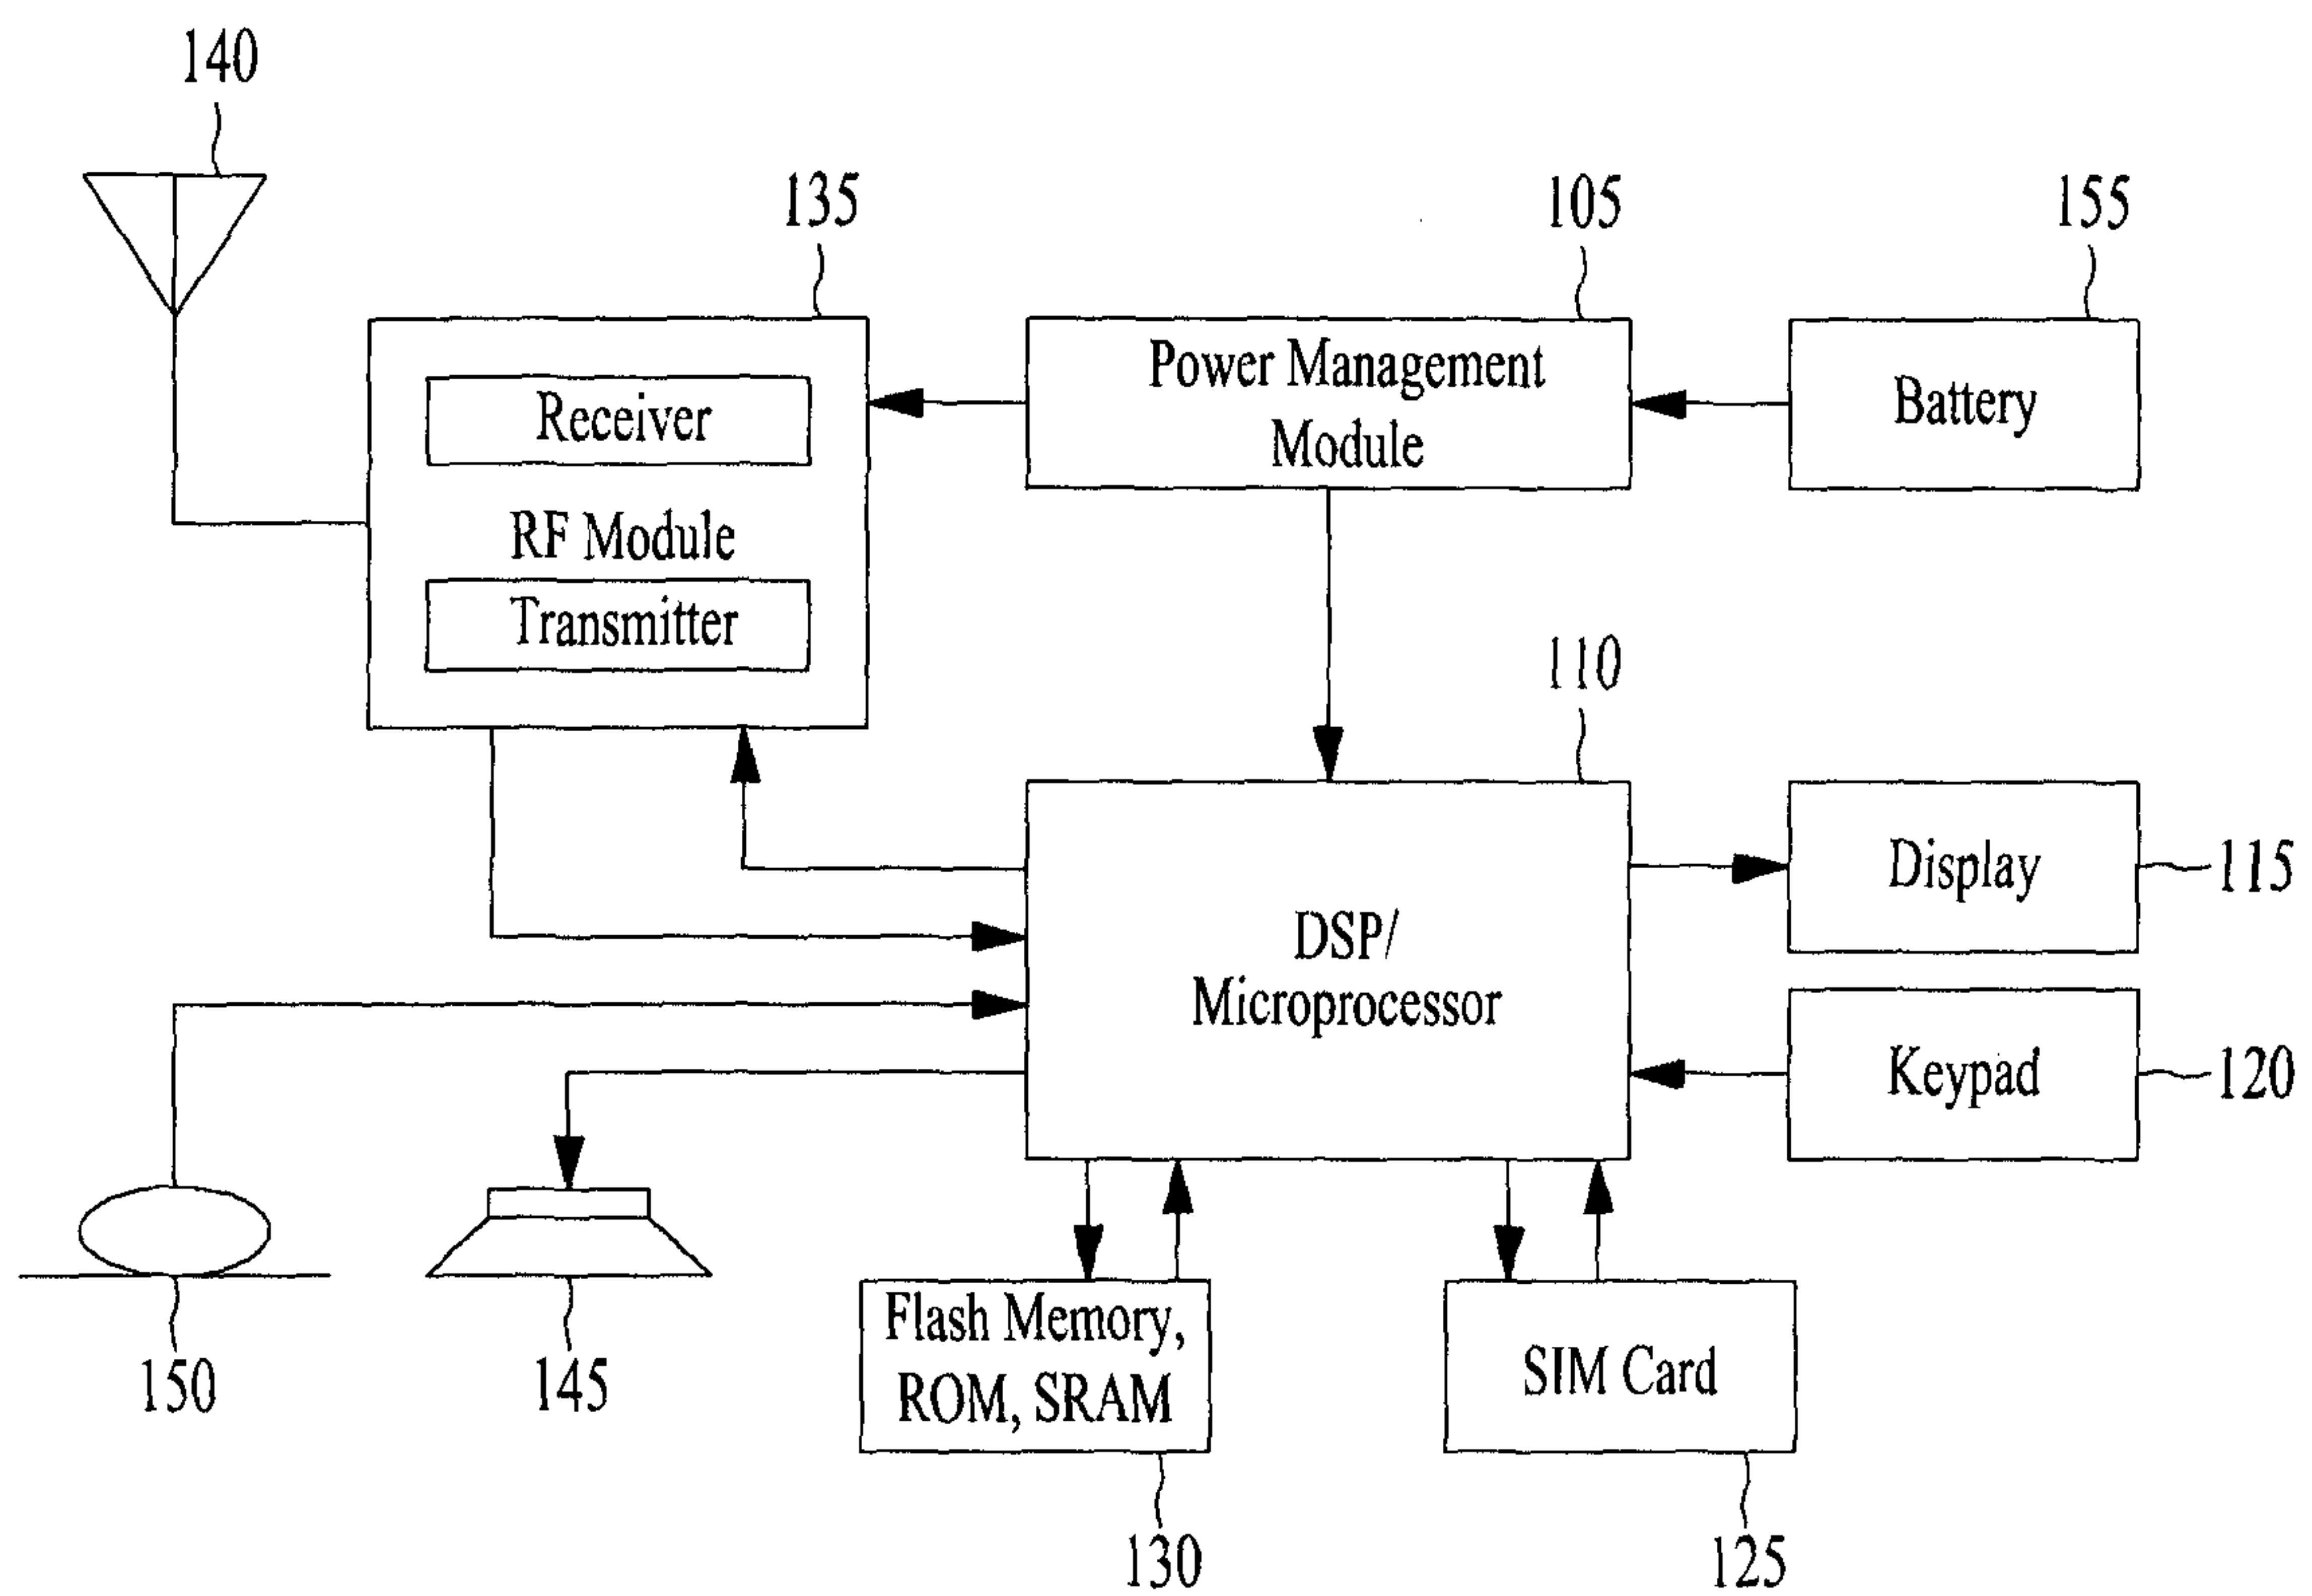 140
135
105
155
Receiver
RF Module
Transmitter
Power Management
Module
Battery
110
DSP/
Microprocessor
Display
115
Keypad
120
150
145
Flash Memory,
ROM, SRAM
SIM Card
130
125